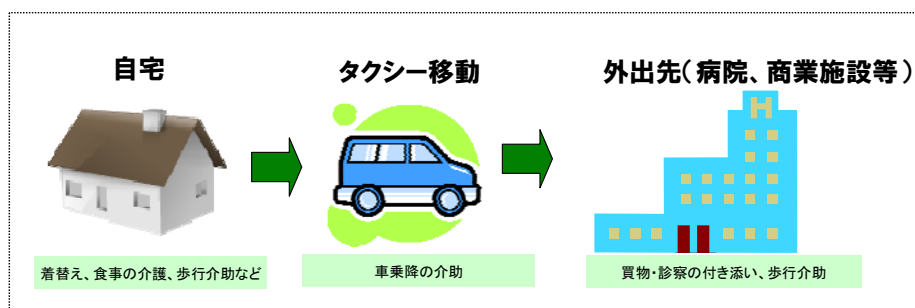 自宅
タクシー移動
外出先(病院、商業施設等)
H
着替え、食事の介護、歩行介助など
車乗降の介助
買物・診察の付き添い、歩行介助